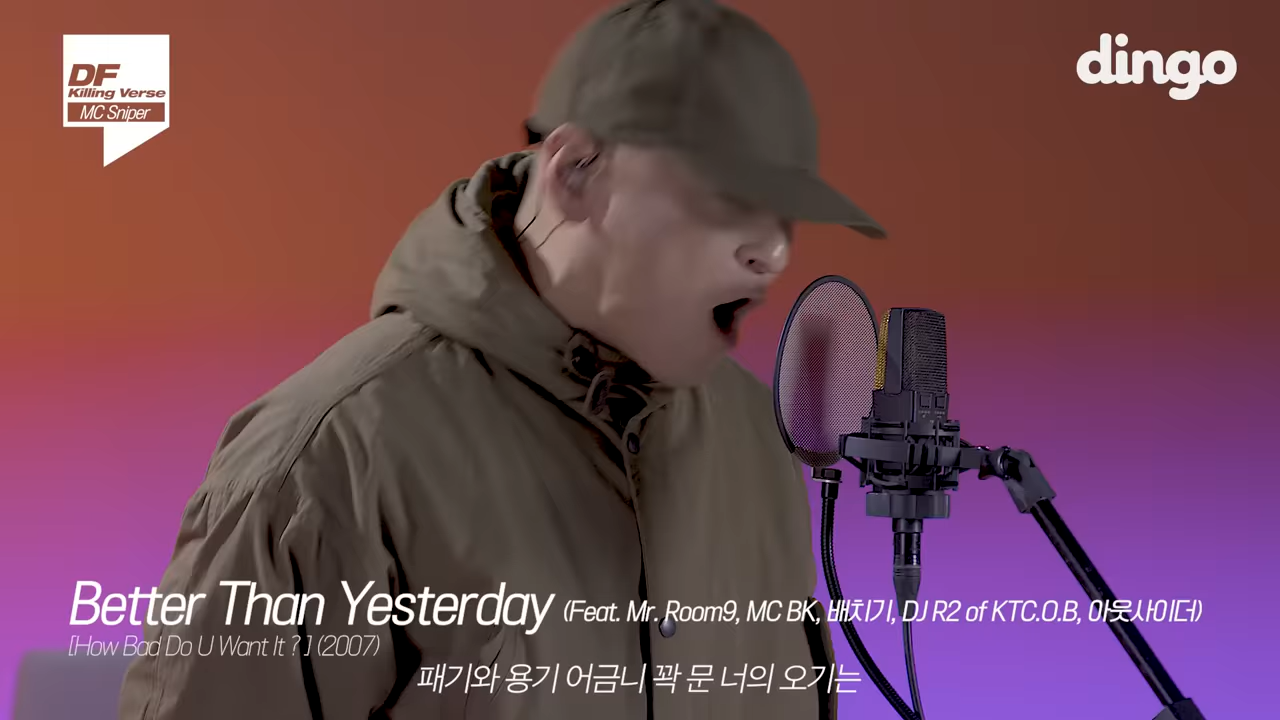 DF
Killing Verse
MC Sniper
dingo
Better Than Yesterday (Feat. Mr. Room9, MC BK, 배치기, DJ R2 of KTC.O.B, 아웃사이더)
[How Bad Do U Want It ? ] (2007)
패기와 용기 어금니 꽉 문 너의 오기는